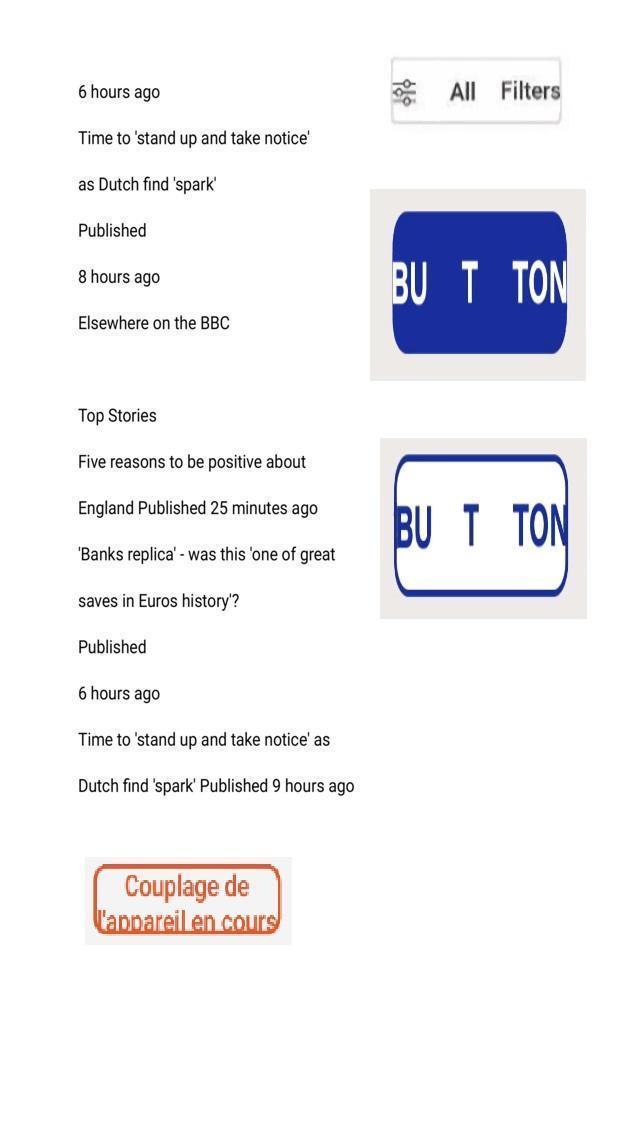 6 hours ago
Time to 'stand up and take notice'
as Dutch find 'spark'
Published
8 hours ago
Elsewhere on the BBC
Top Stories
Five reasons to be positive about
England Published 25 minutes ago
'Banks replica' - was this 'one of great
saves in Euros history'?
Published
6 hours ago
Time to 'stand up and take notice' as
Dutch find 'spark' Published 9 hours ago
All Filters
BU T TON
BU T TON
Couplage de
l'appareil en cours